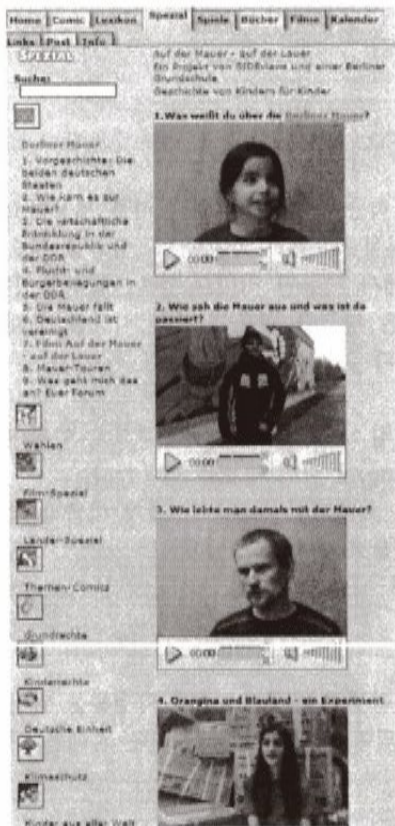 Home Comic Lexikon Spezial Spiele Bücher Filme Kalender
Links Post Info
SPEZIAL
Suche:
Berliner Mauer
1. Vorgeschichte: Die
beiden deutschen
Staaten
2. Wie kam es zur
Mauer?
3. Die wirtschaftliche
Entwicklung in der
Bundesrepublik und
der DDR
4. Flucht- und
Bürgerbewegungen in
der DDR
5. Die Mauer fällt
6. Deutschland ist
vereinigt
7. Film Auf der Mauer
- auf der Lauer
8. Mauer-Touren
9. Was geht mich das
an? Euer Forum
Wahlen
Film-Spezial
Länder-Spezial
Themen-Comics
Grundrechte
Kinderrechte
Deutsche Einheit
Klimaschutz
Kinder aus aller Welt
Auf der Mauer - auf der Lauer
Ein Projekt von und einer Berliner
Grundschule.
Geschichte von Kindern für Kinder
1.Was weißt du über die Berliner Mauer?
00:00
2. Wie sah die Mauer aus und was ist da
passiert?
00:00
3. Wie lebte man damals mit der Mauer?
00:00
4. Orangina und Blauland - ein Experiment